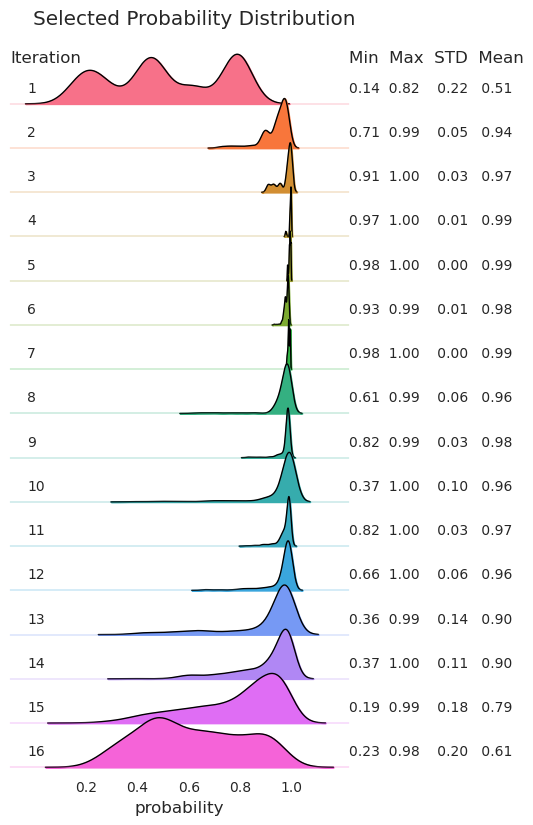 Selected Probability Distribution
Iteration Min Max STD Mean
1 0.14 0.82 0.22 0.51
2 0.71 0.99 0.05 0.94
3 0.91 1.00 0.03 0.97
4 0.97 1.00 0.01 0.99
5 0.98 1.00 0.00 0.99
6 0.93 0.99 0.01 0.98
7 0.98 1.00 0.00 0.99
8 0.61 0.99 0.06 0.96
9 0.82 0.99 0.03 0.98
10 0.37 1.00 0.10 0.96
11 0.82 1.00 0.03 0.97
12 0.66 1.00 0.06 0.96
13 0.36 0.99 0.14 0.90
14 0.37 1.00 0.11 0.90
15 0.19 0.99 0.18 0.79
16 0.23 0.98 0.20 0.61
0.2 0.4 0.6 0.8 1.0
probability